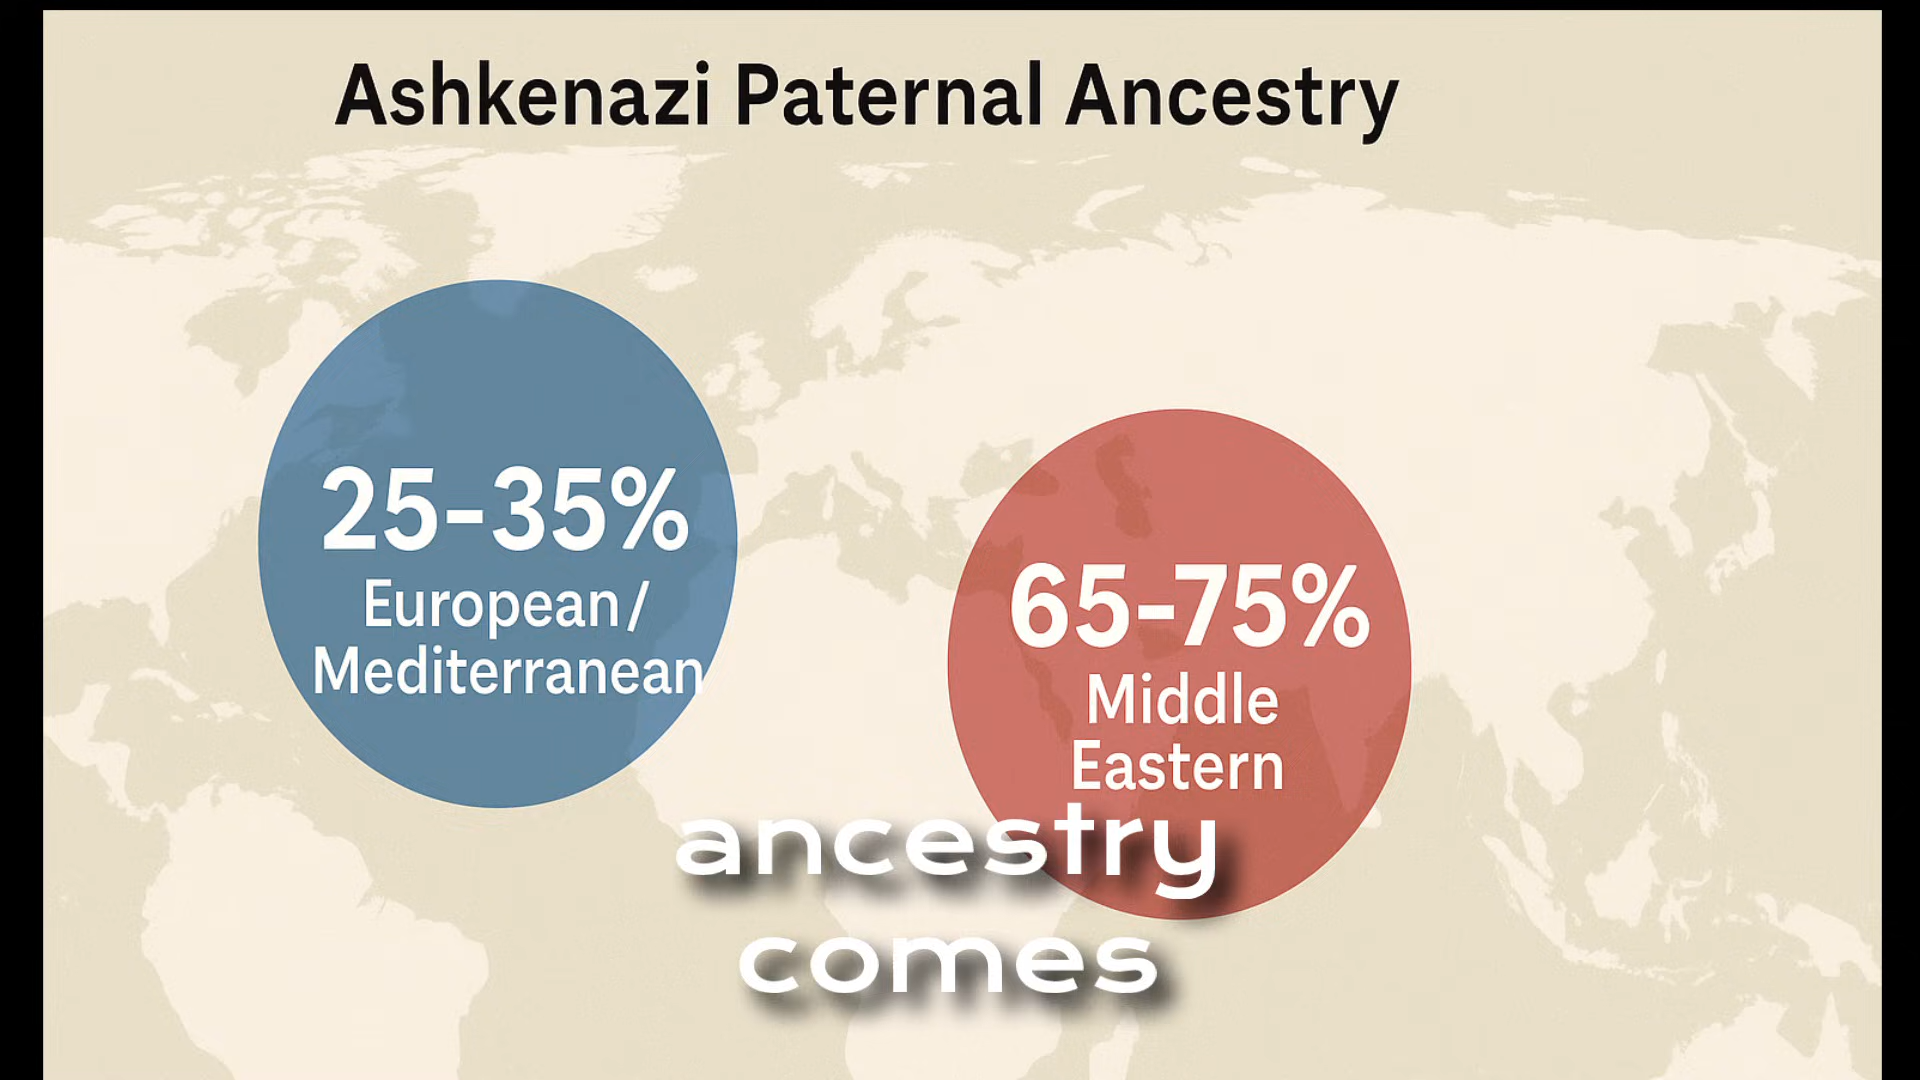 Ashkenazi Paternal Ancestry
25-35%
European/
Mediterranean
65-75%
Middle
Eastern
ancestry
comes